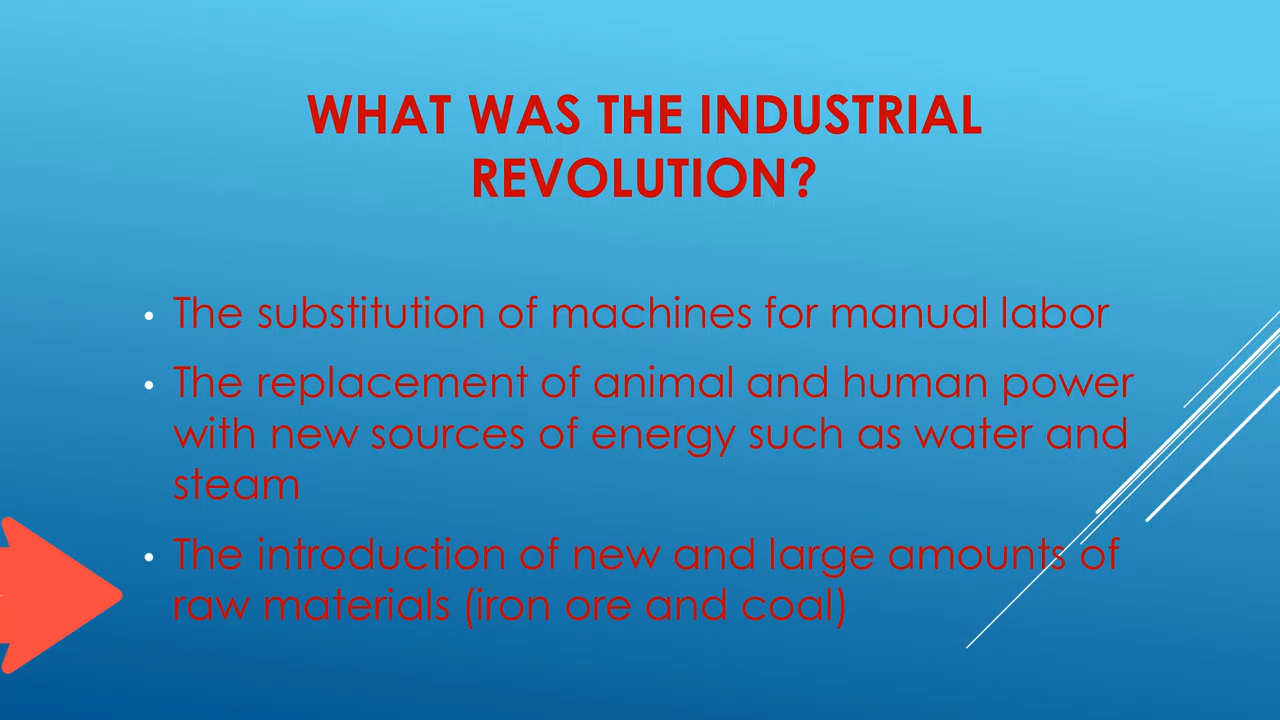 WHAT WAS THE INDUSTRIAL
REVOLUTION?
• The substitution of machines for manual labor
• The replacement of animal and human power
with new sources of energy such as water and
steam
• The introduction of new and large amounts of
raw materials (iron ore and coal)